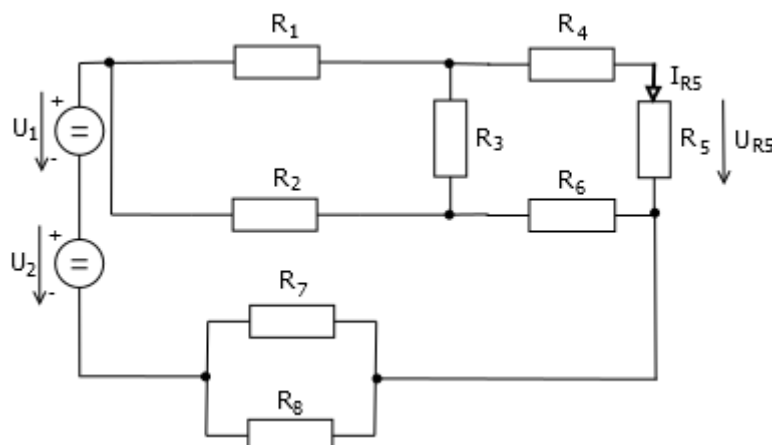 R1
R4
IR5
U1
+
=
-
R3
R5
UR5
R2
R6
U2
+
=
-
R7
R8